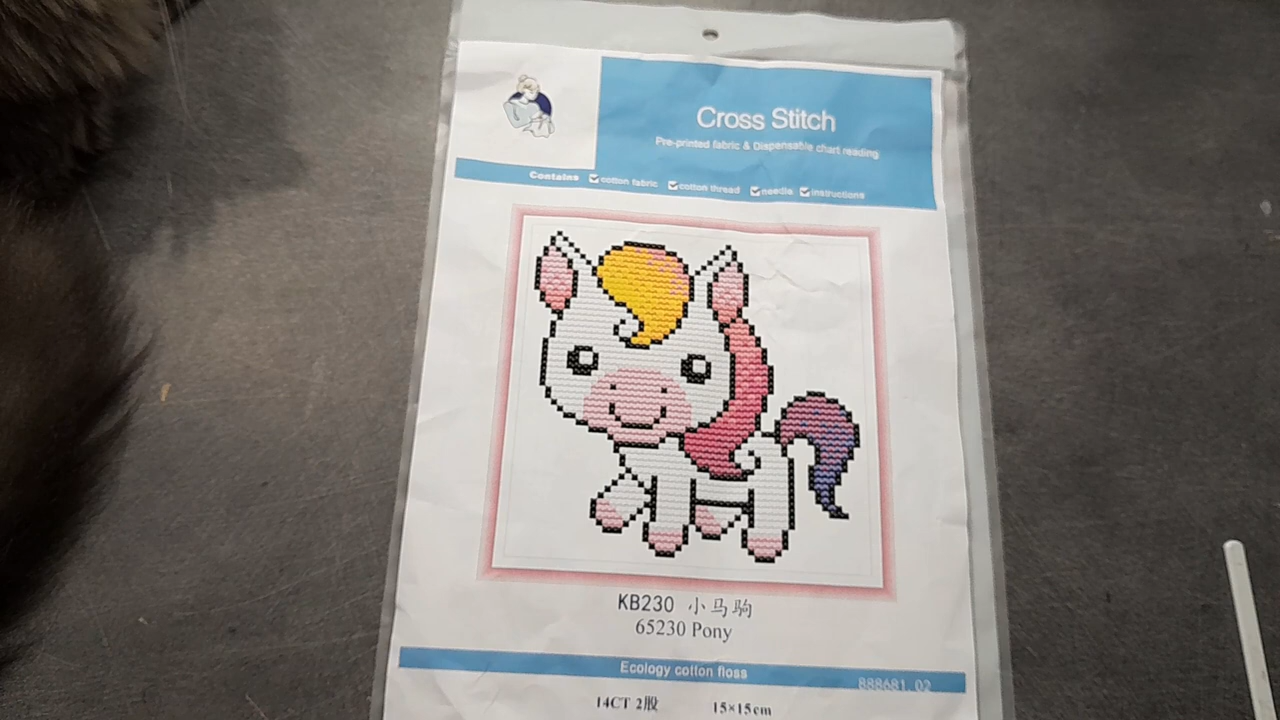 Cross Stitch
Pre-printed fabric & Dispensable chart reading
Contains cotton fabric cotton thread needle instructions
KB230 小马驹
65230 Pony
Ecology cotton floss
888681.02
14CT 2股 15×15cm